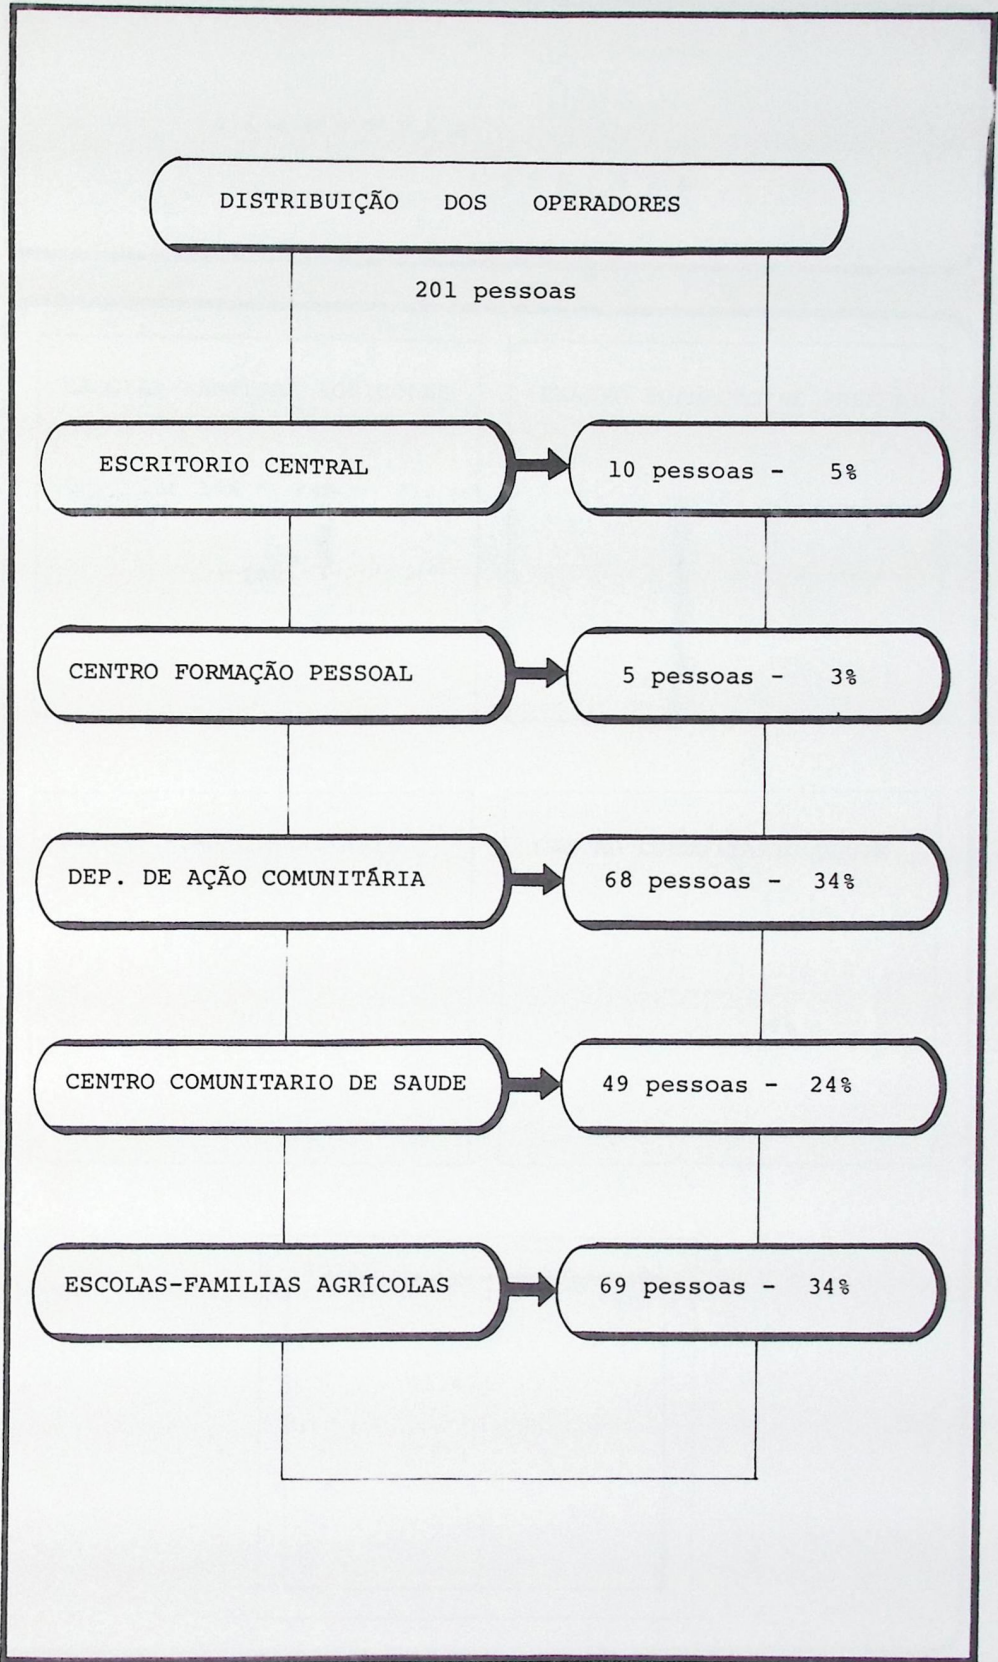 DISTRIBUIÇÃO DOS OPERADORES
201 pessoas
ESCRITORIO CENTRAL
10 pessoas - 5%
CENTRO FORMAÇÃO PESSOAL
5 pessoas - 3%
DEP. DE AÇÃO COMUNITÁRIA
68 pessoas - 34%
CENTRO COMUNITARIO DE SAUDE
49 pessoas - 24%
ESCOLAS-FAMILIAS AGRÍCOLAS
69 pessoas - 34%